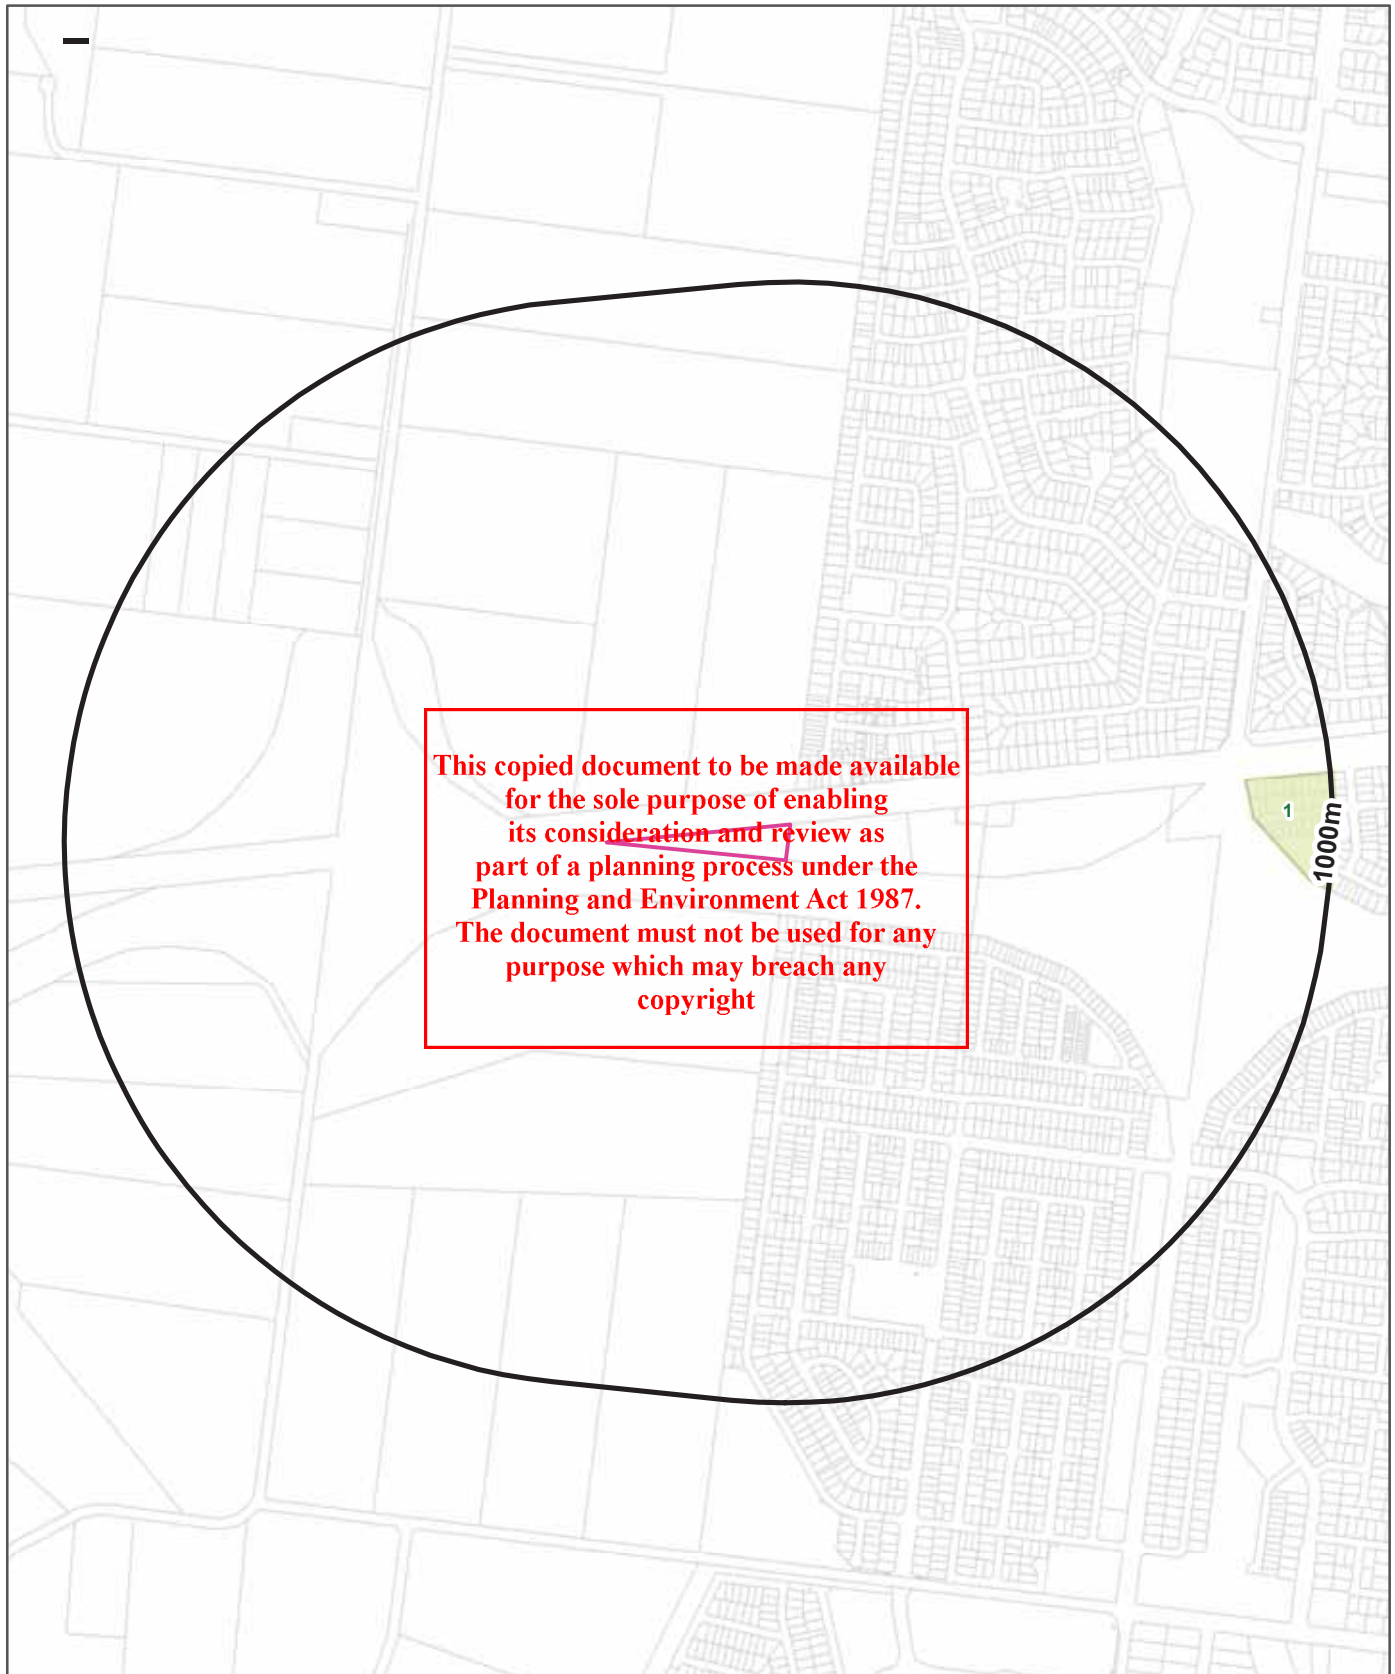 This copied document to be made available
for the sole purpose of enabling
its consideration and review as
part of a planning process under the
Planning and Environment Act 1987.
The document must not be used for any
purpose which may breach any
copyright
1
1000m